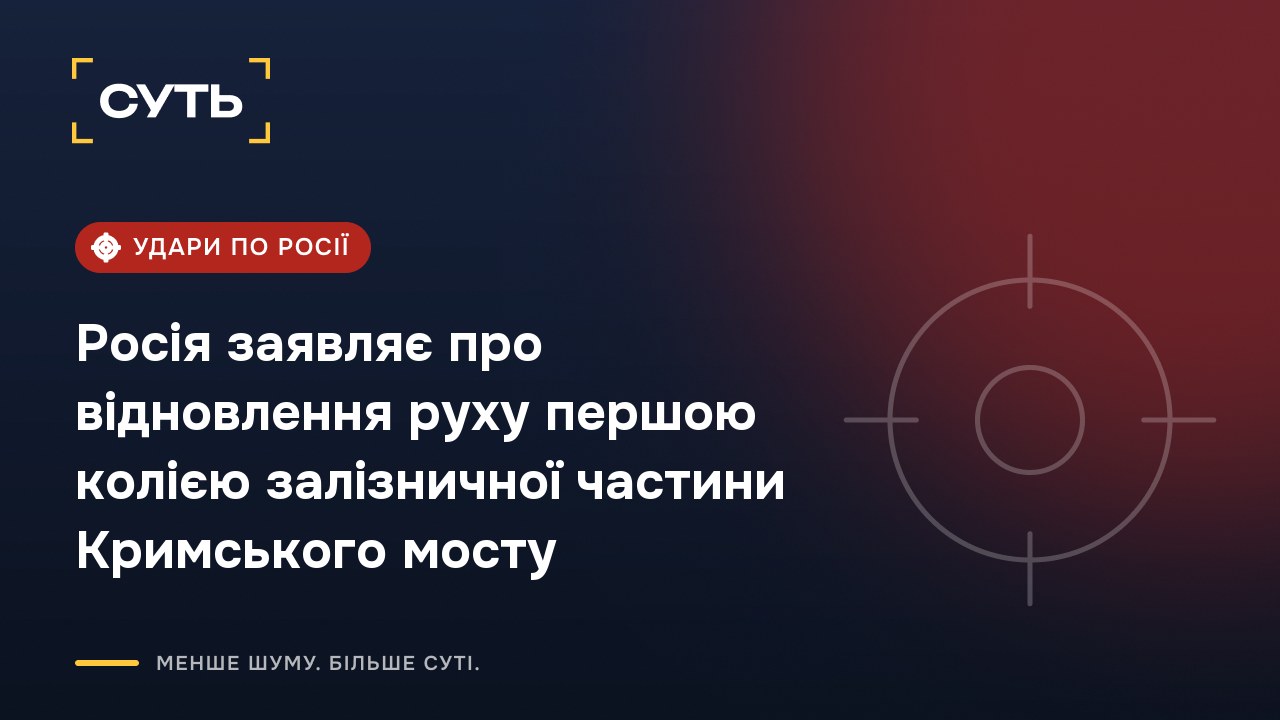 СУТЬ
УДАРИ ПО РОСІЇ
Росія заявляє про
відновлення руху першою
колією залізничної частини
Кримського мосту
МЕНШЕ ШУМУ. БІЛЬШЕ СУТІ.